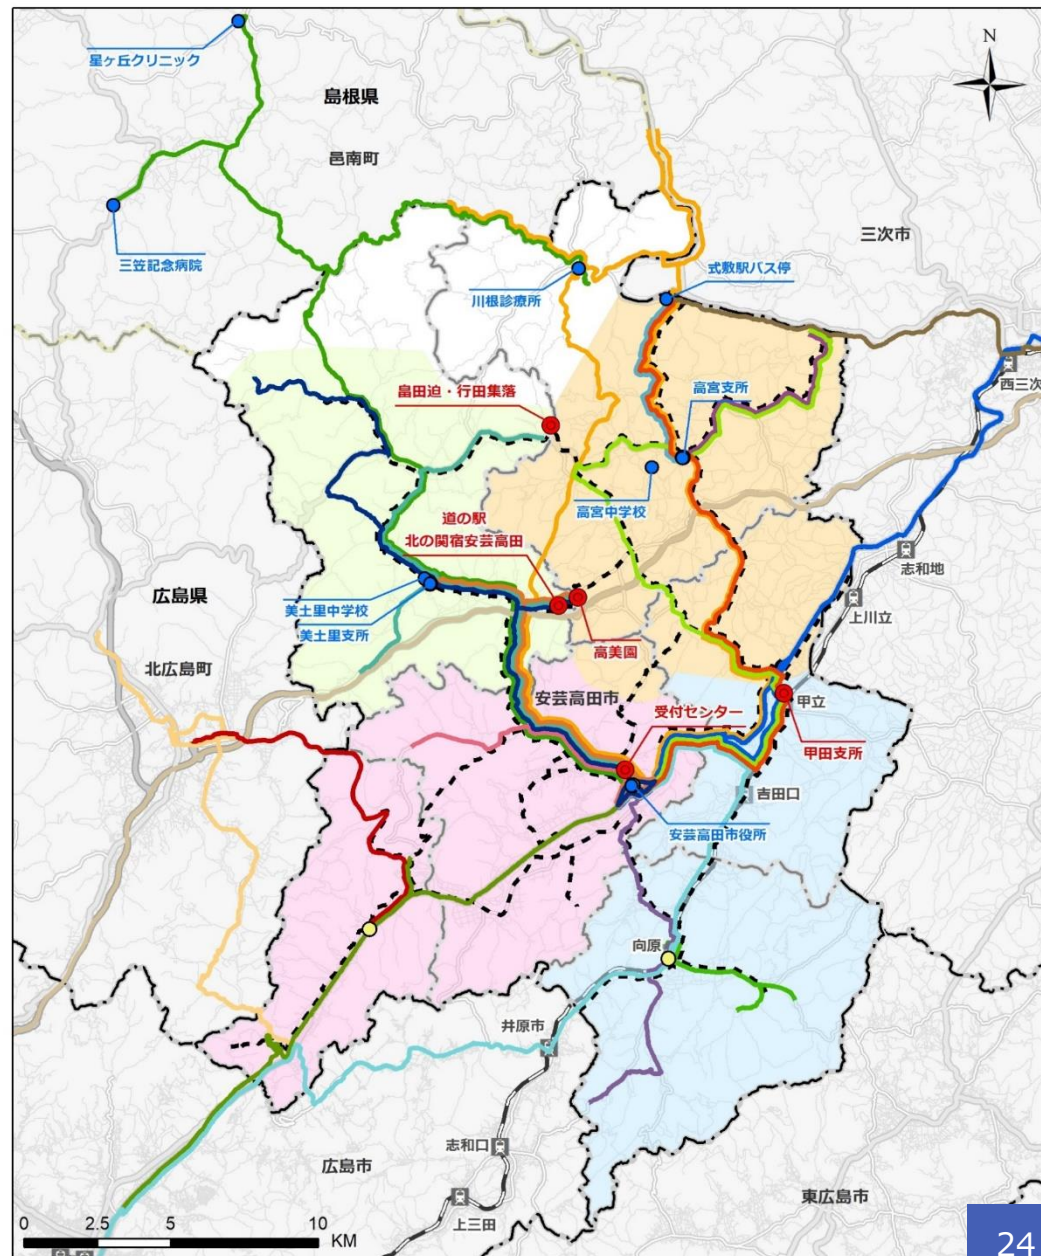 N
星ヶ丘クリニック
島根県
邑南町
三次市
三笠記念病院
川根診療所
式敷駅バス停
西三次
畠田迫・行田集落
高宮支所
高宮中学校
道の駅
北の関宿安芸高田
志和地
美土里中学校
美土里支所
上川立
広島県
北広島町
高美園
安芸高田市
受付センター
甲立
甲田支所
吉田口
安芸高田市役所
向原
井原市
志和口
広島市
上三田
東広島市
0 2.5 5 10
KM
24